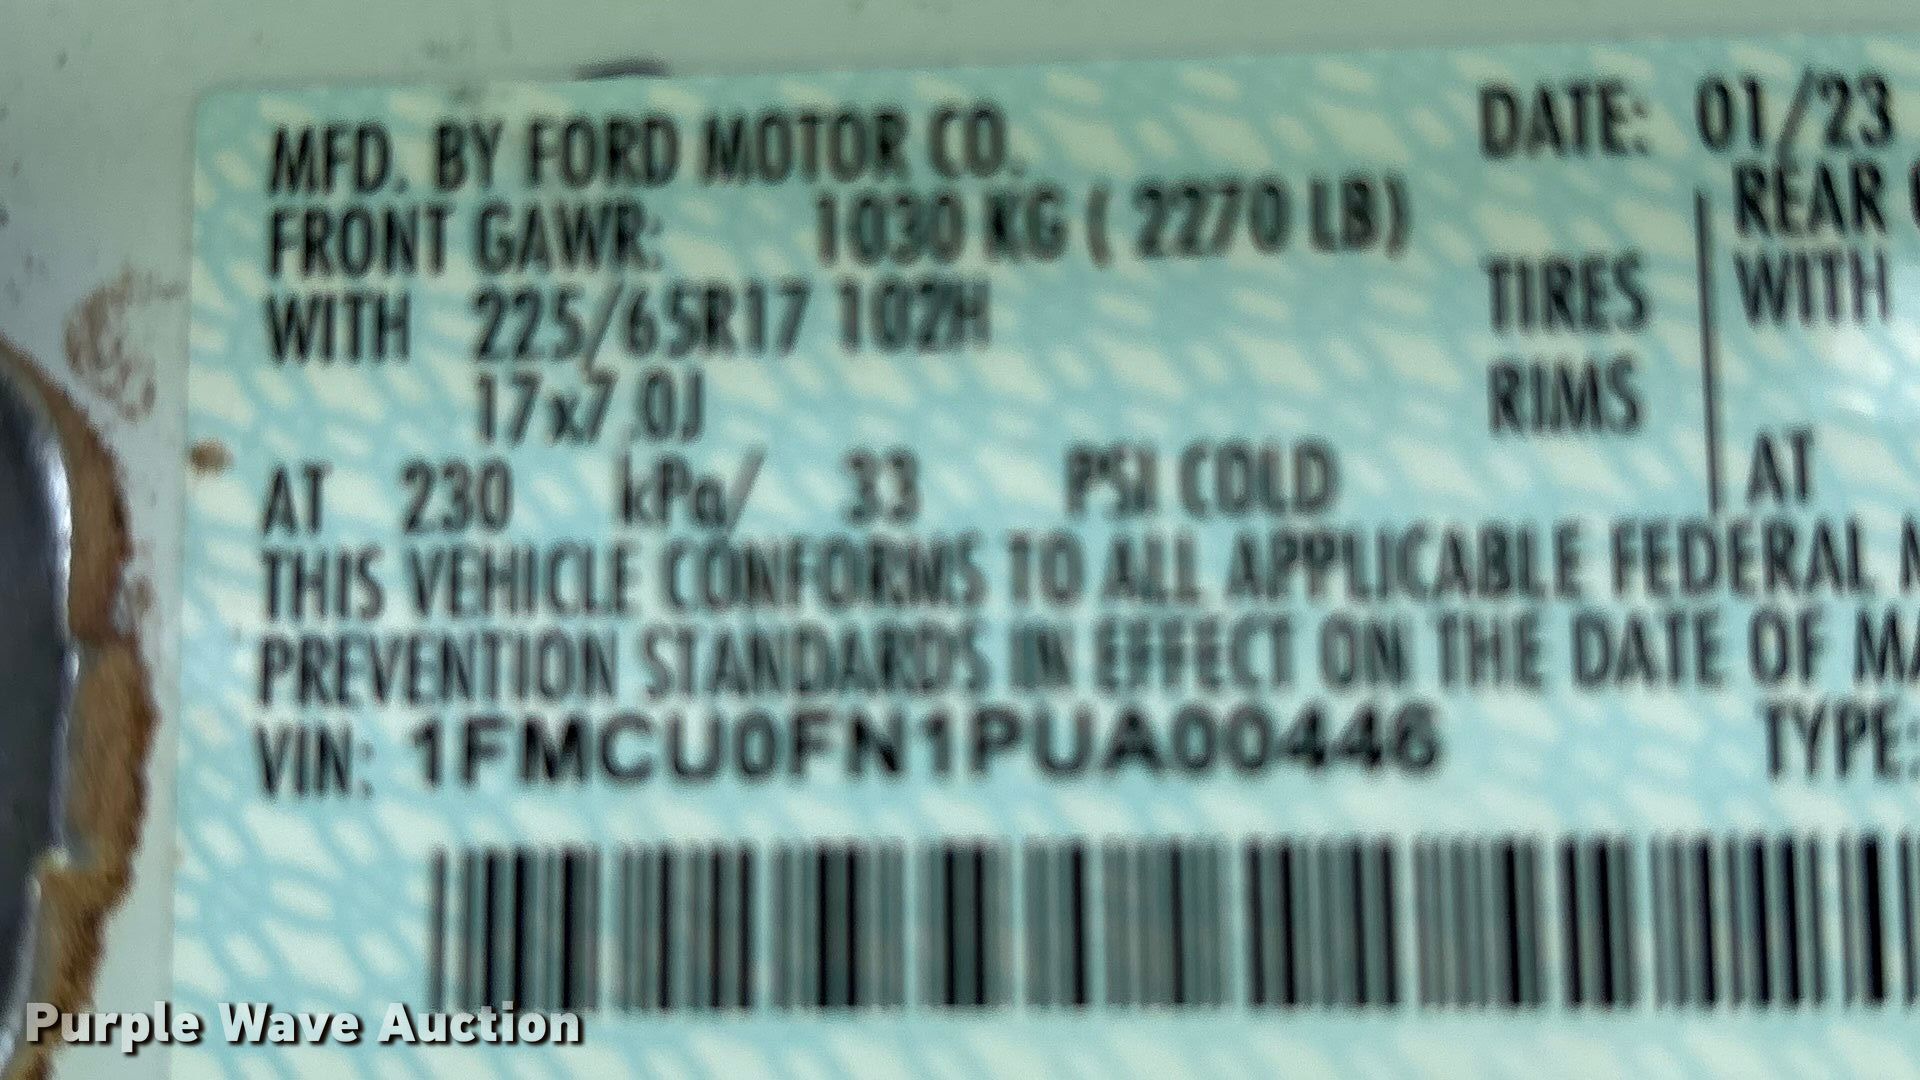 MFD. BY FORD MOTOR CO. DATE: 01/23
FRONT GAWR: 1030 KG ( 2270 LB) REAR
WITH 225/65R17 102H TIRES WITH
17x7.0J RIMS
AT 230 kPa/ 33 PSI COLD AT
THIS VEHICLE CONFORMS TO ALL APPLICABLE FEDERAL M
PREVENTION STANDARDS IN EFFECT ON THE DATE OF MA
VIN: 1FMCU0FN1PUA00446 TYPE:
Purple Wave Auction